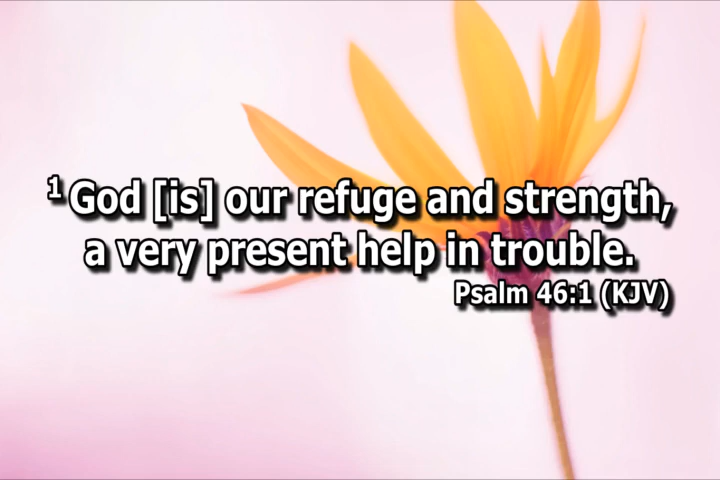 1 God [is] our refuge and strength,
a very present help in trouble.
Psalm 46:1 (KJV)